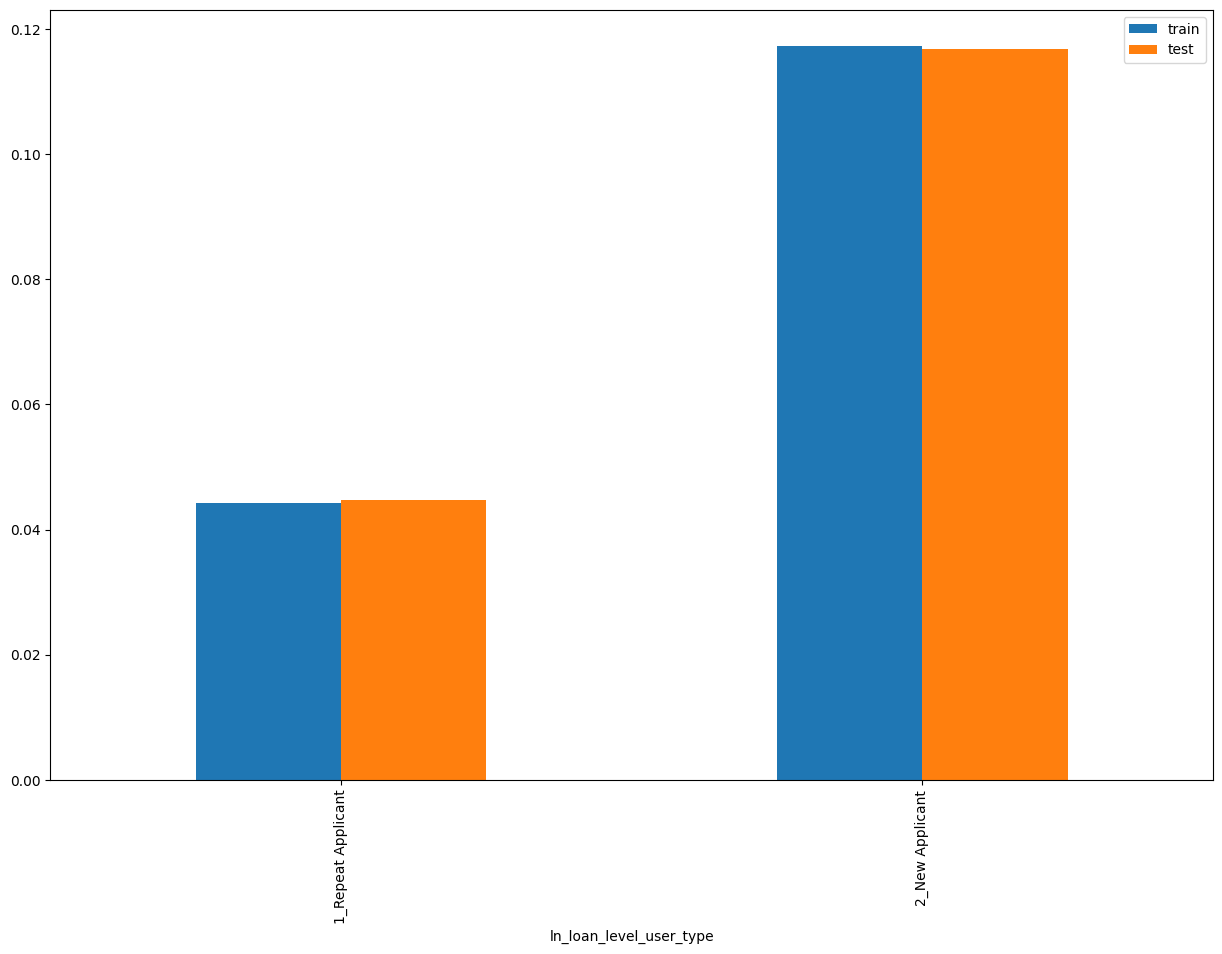 0.12
0.10
0.08
0.06
0.04
0.02
0.00
train
test
1_Repeat Applicant
2_New Applicant
ln_loan_level_user_type